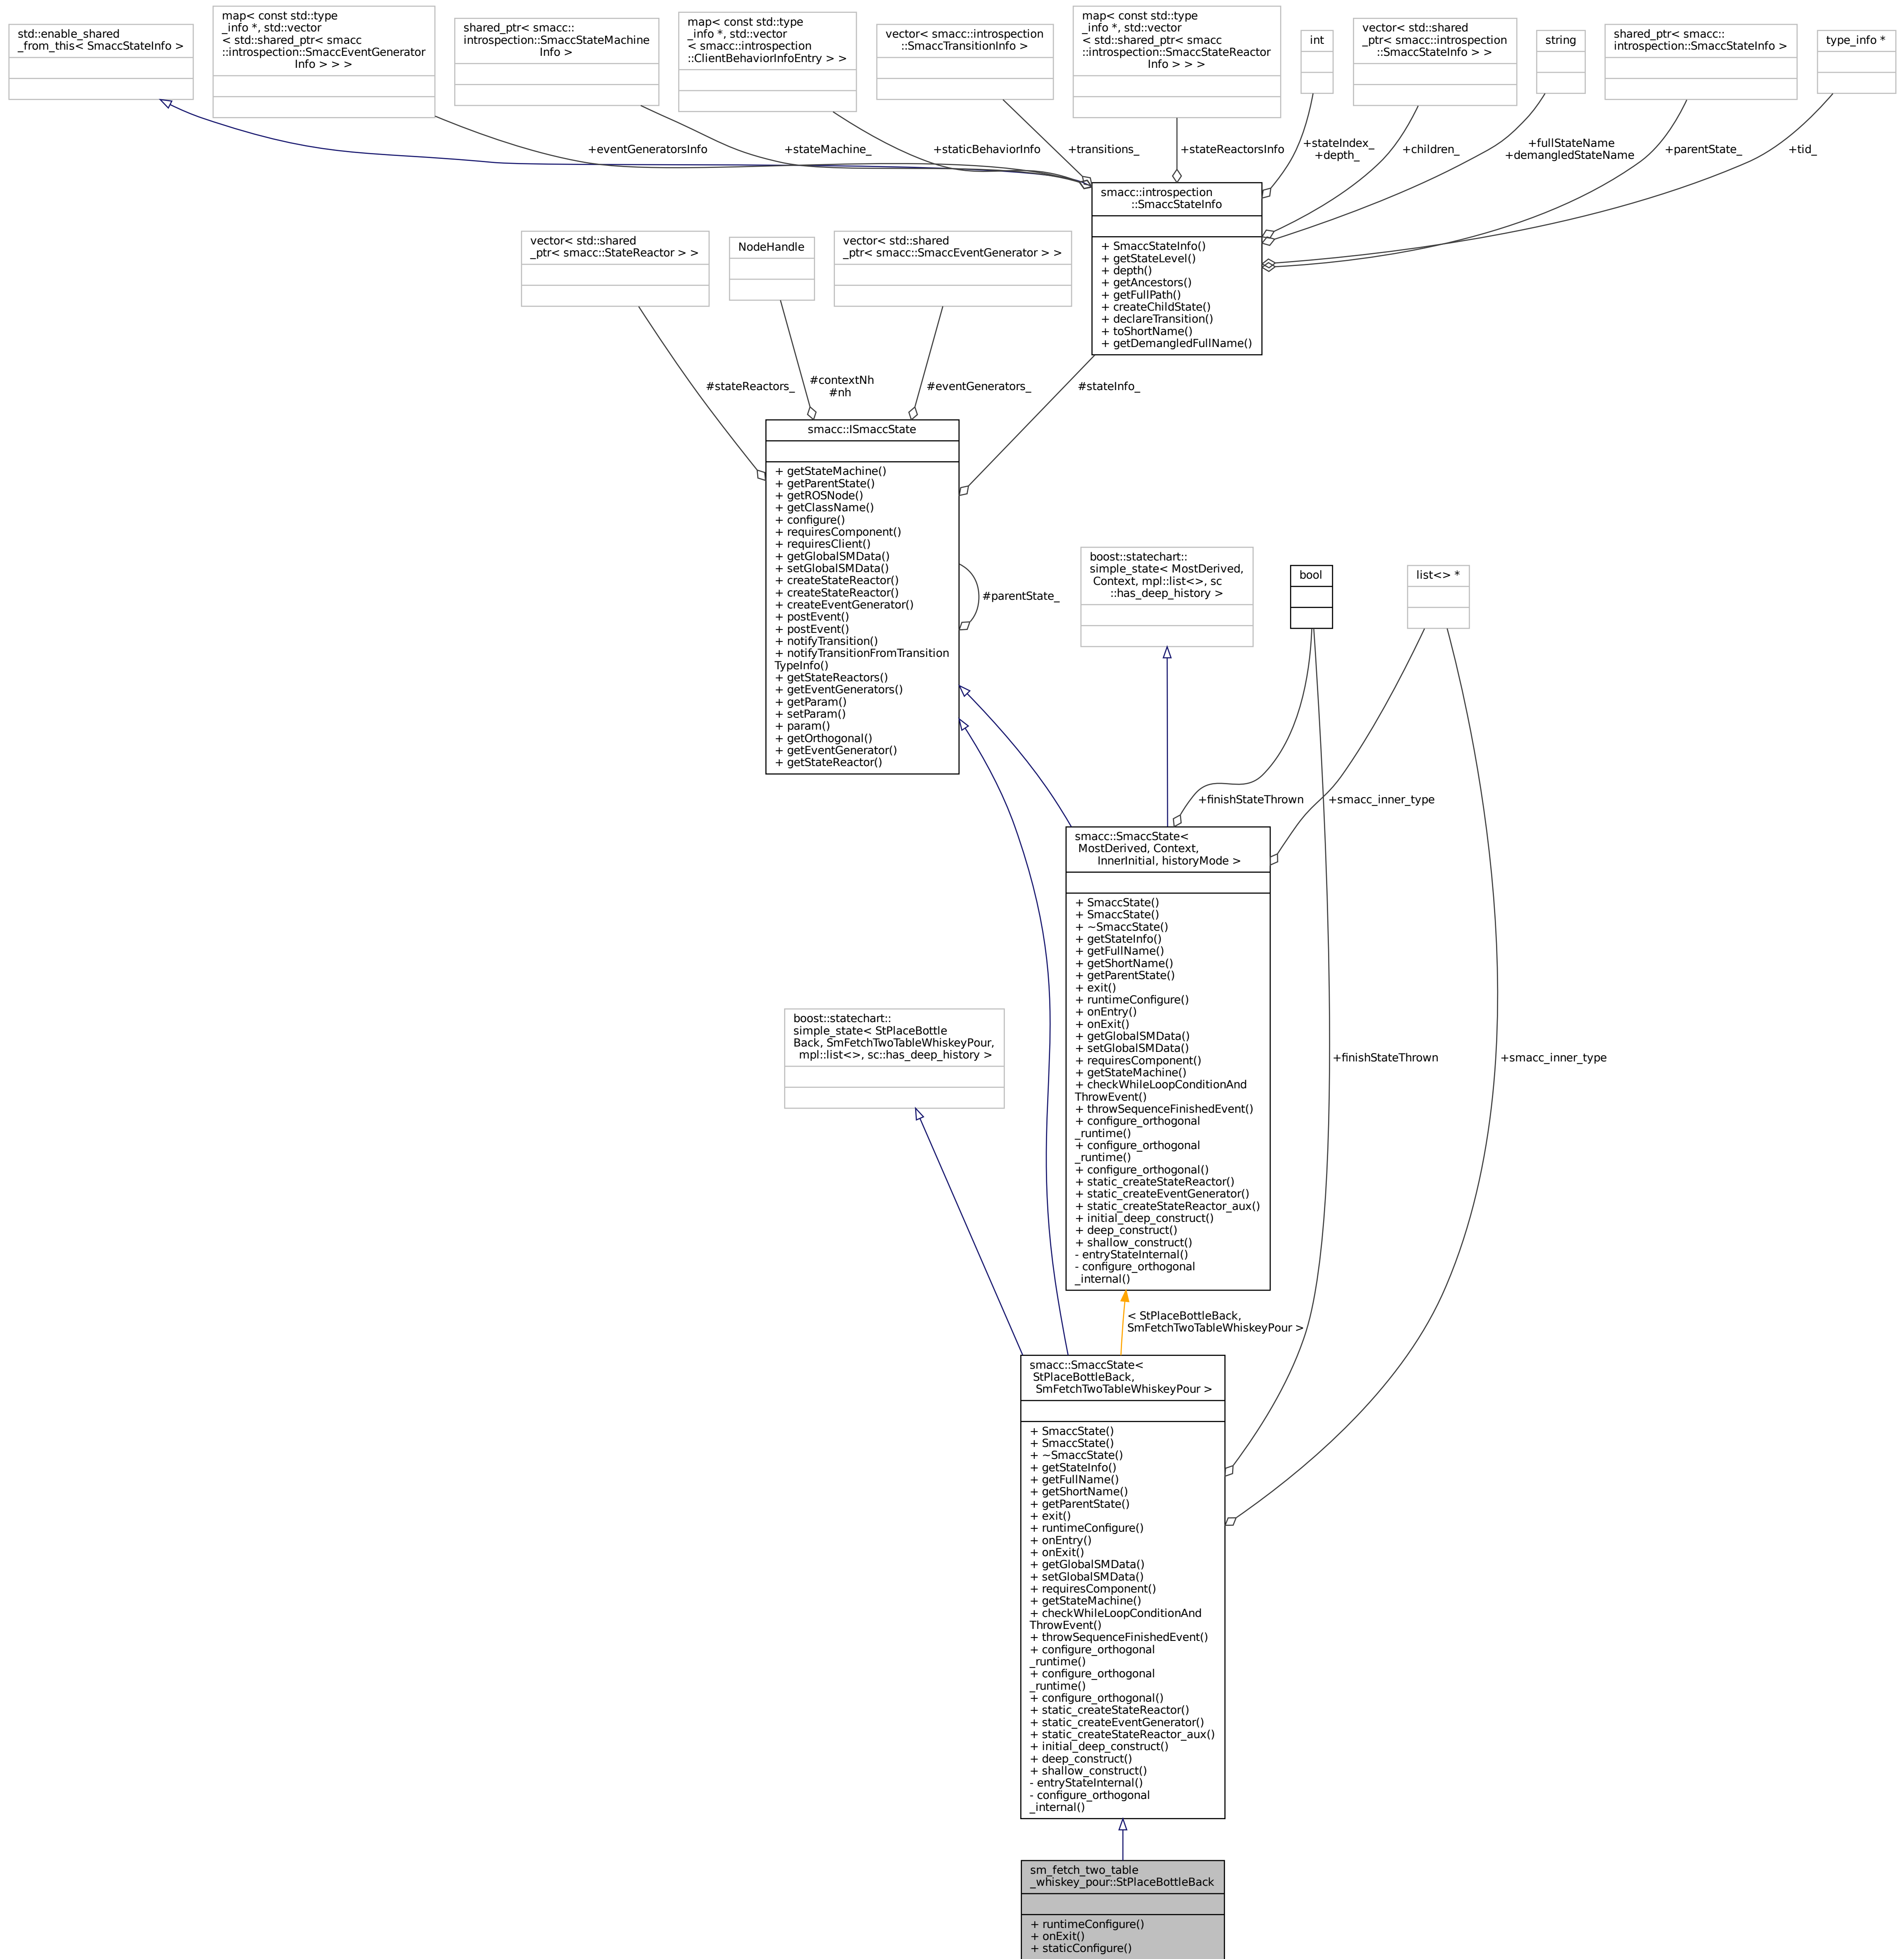 std::enable_shared
_from_this< SmaccStateInfo >
map< const std::type
_info *, std::vector
< std::shared_ptr< smacc
::introspection::SmaccEventGenerator
Info > > >
shared_ptr< smacc::
introspection::SmaccStateMachine
Info >
map< const std::type
_info *, std::vector
< smacc::introspection
::ClientBehaviorInfoEntry > >
vector< smacc::introspection
::SmaccTransitionInfo >
map< const std::type
_info *, std::vector
< std::shared_ptr< smacc
::introspection::SmaccStateReactor
Info > > >
int
vector< std::shared
_ptr< smacc::introspection
::SmaccStateInfo > >
string
shared_ptr< smacc::
introspection::SmaccStateInfo >
type_info *
+eventGeneratorsInfo
+stateMachine_
+staticBehaviorInfo
+transitions_
+stateReactorsInfo
+stateIndex_
+depth_
+children_
+fullStateName
+demangledStateName
+parentState_
+tid_
smacc::introspection
::SmaccStateInfo
+ SmaccStateInfo()
+ getStateLevel()
+ depth()
+ getAncestors()
+ getFullPath()
+ createChildState()
+ declareTransition()
+ toShortName()
+ getDemangledFullName()
vector< std::shared
_ptr< smacc::StateReactor > >
NodeHandle
vector< std::shared
_ptr< smacc::SmaccEventGenerator > >
#stateReactors_
#contextNh
#nh
#eventGenerators_
#stateInfo_
smacc::ISmaccState
+ getStateMachine()
+ getParentState()
+ getROSNode()
+ getClassName()
+ configure()
+ requiresComponent()
+ requiresClient()
+ getGlobalSMData()
+ setGlobalSMData()
+ createStateReactor()
+ createStateReactor()
+ createEventGenerator()
+ postEvent()
+ postEvent()
+ notifyTransition()
+ notifyTransitionFromTransition
TypeInfo()
+ getStateReactors()
+ getEventGenerators()
+ getParam()
+ setParam()
+ param()
+ getOrthogonal()
+ getEventGenerator()
+ getStateReactor()
#parentState_
boost::statechart::
simple_state< MostDerived,
Context, mpl::list<>, sc
::has_deep_history >
bool
list<> *
+finishStateThrown
+smacc_inner_type
smacc::SmaccState<
MostDerived, Context,
InnerInitial, historyMode >
+ SmaccState()
+ SmaccState()
+ ~SmaccState()
+ getStateInfo()
+ getFullName()
+ getShortName()
+ getParentState()
+ exit()
+ runtimeConfigure()
+ onEntry()
+ onExit()
+ getGlobalSMData()
+ setGlobalSMData()
+ requiresComponent()
+ getStateMachine()
+ checkWhileLoopConditionAnd
ThrowEvent()
+ throwSequenceFinishedEvent()
+ configure_orthogonal
_runtime()
+ configure_orthogonal
_runtime()
+ configure_orthogonal()
+ static_createStateReactor()
+ static_createEventGenerator()
+ static_createStateReactor_aux()
+ initial_deep_construct()
+ deep_construct()
+ shallow_construct()
- entryStateInternal()
- configure_orthogonal
_internal()
boost::statechart::
simple_state< StPlaceBottle
Back, SmFetchTwoTableWhiskeyPour,
mpl::list<>, sc::has_deep_history >
+finishStateThrown
+smacc_inner_type
< StPlaceBottleBack,
SmFetchTwoTableWhiskeyPour >
smacc::SmaccState<
StPlaceBottleBack,
SmFetchTwoTableWhiskeyPour >
+ SmaccState()
+ SmaccState()
+ ~SmaccState()
+ getStateInfo()
+ getFullName()
+ getShortName()
+ getParentState()
+ exit()
+ runtimeConfigure()
+ onEntry()
+ onExit()
+ getGlobalSMData()
+ setGlobalSMData()
+ requiresComponent()
+ getStateMachine()
+ checkWhileLoopConditionAnd
ThrowEvent()
+ throwSequenceFinishedEvent()
+ configure_orthogonal
_runtime()
+ configure_orthogonal
_runtime()
+ configure_orthogonal()
+ static_createStateReactor()
+ static_createEventGenerator()
+ static_createStateReactor_aux()
+ initial_deep_construct()
+ deep_construct()
+ shallow_construct()
- entryStateInternal()
- configure_orthogonal
_internal()
sm_fetch_two_table
_whiskey_pour::StPlaceBottleBack
+ runtimeConfigure()
+ onExit()
+ staticConfigure()